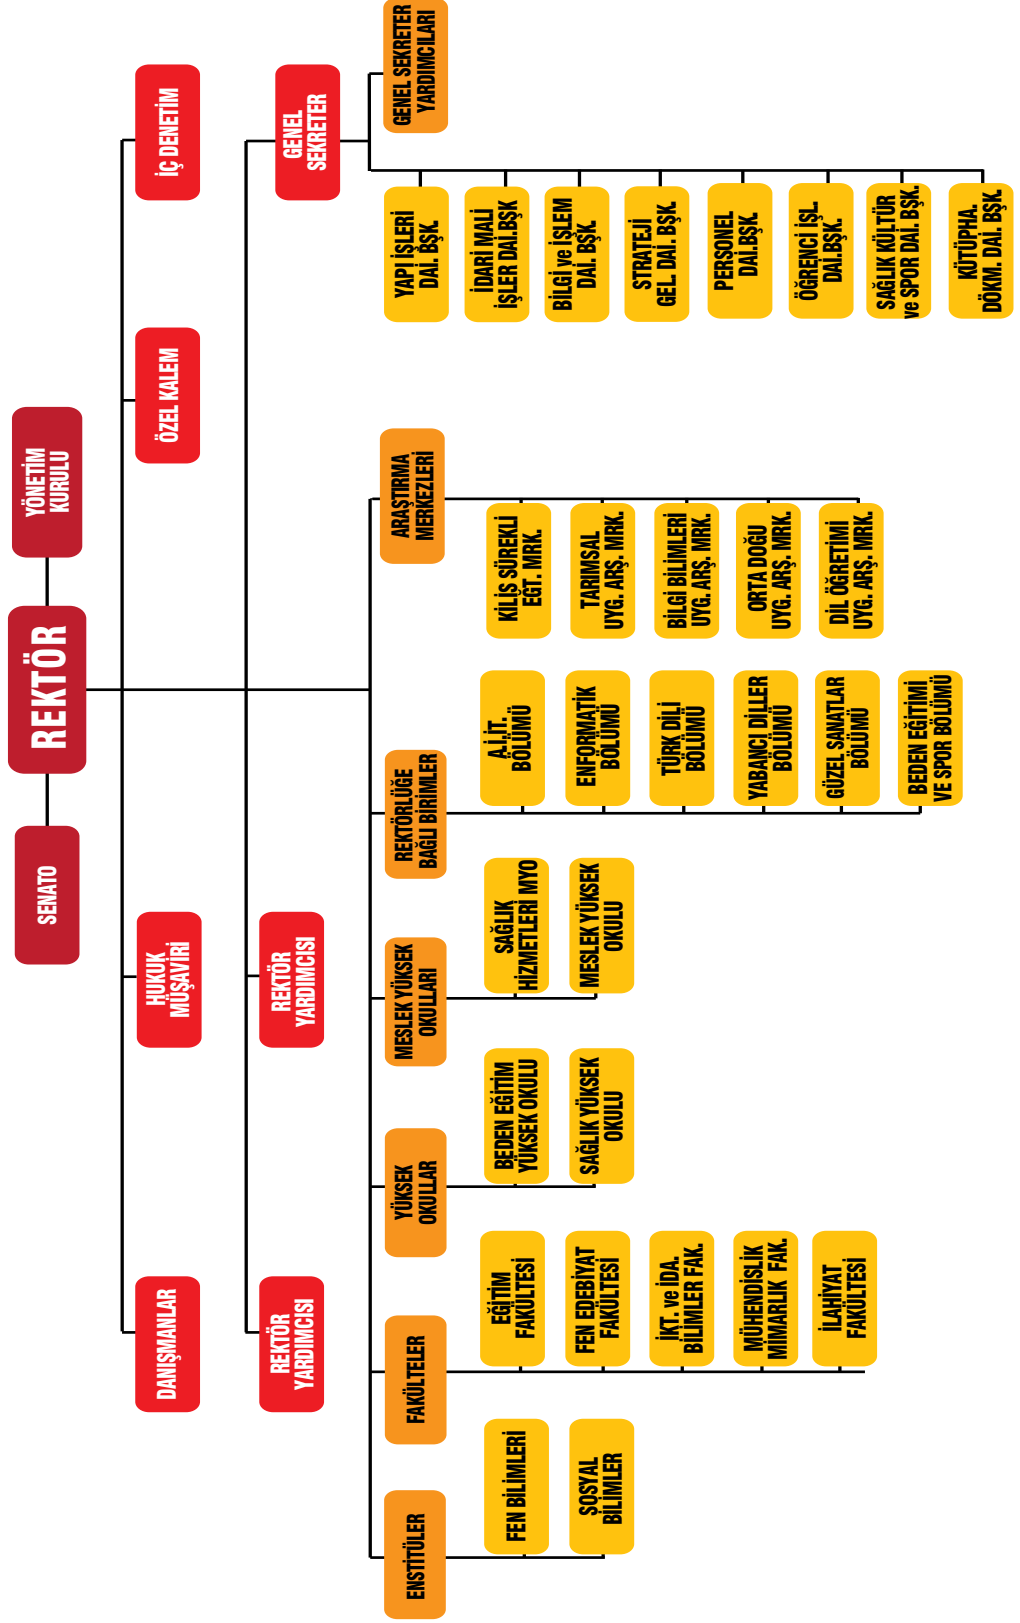 SENATO
REKTÖR
YÖNETİM
KURULU
DANIŞMANLAR
HUKUK
MÜŞAVİRİ
ÖZEL KALEM
İÇ DENETİM
REKTÖR
YARDIMCISI
REKTÖR
YARDIMCISI
GENEL
SEKRETER
ENSTİTÜLER
FEN BİLİMLERİ
SOSYAL
BİLİMLER
FAKÜLTELER
EĞİTİM
FAKÜLTESİ
FEN EDEBİYAT
FAKÜLTESİ
İKT. ve İDA.
BİLİMLER FAK.
MÜHENDİSLİK
MİMARLIK FAK.
İLAHİYAT
FAKÜLTESİ
YÜKSEK
OKULLAR
BEDEN EĞİTİM
YÜKSEK OKULU
SAĞLIK YÜKSEK
OKULU
MESLEK YÜKSEK
OKULLARI
SAĞLIK
HİZMETLERİ MYO
MESLEK YÜKSEK
OKULU
REKTÖRLÜĞE
BAĞLI BİRİMLER
A.İ.İT.
BÖLÜMÜ
ENFORMATİK
BÖLÜMÜ
TÜRK DİLİ
BÖLÜMÜ
YABANCI DİLLER
BÖLÜMÜ
GÜZEL SANATLAR
BÖLÜMÜ
BEDEN EĞİTİMİ
VE SPOR BÖLÜMÜ
ARAŞTIRMA
MERKEZLERİ
KİLİS SÜREKLİ
EĞT. MRK.
TARIMSAL
UYG. ARŞ. MRK.
BİLGİ BİLİMLERİ
UYG. ARŞ. MRK.
ORTA DOĞU
UYG. ARŞ. MRK.
DİL ÖĞRETİMİ
UYG. ARŞ. MRK.
GENEL SEKRETER
YARDIMCILARI
YAPI İŞLERİ
DAİ. BŞK.
İDARİ MALİ
İŞLER DAİ.BŞK
BİLGİ ve İŞLEM
DAİ. BŞK.
STRATEJİ
GEL. DAİ. BŞK.
PERSONEL
DAİ.BŞK.
ÖĞRENCİ İŞL.
DAİ.BŞK.
SAĞLIK KÜLTÜR
ve SPOR DAİ. BŞK.
KÜTÜPHA.
DÖKM. DAİ. BŞK.